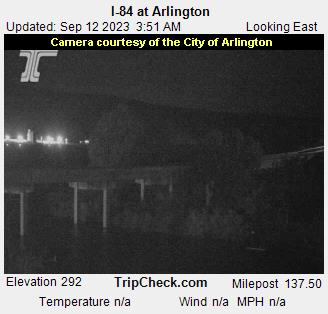 I-84 at Arlington
Updated: Sep 12 2023 3:51 AM Looking East
Camera courtesy of the City of Arlington
Elevation 292 TripCheck.com Milepost 137.50
Temperature n/a Wind n/a MPH n/a